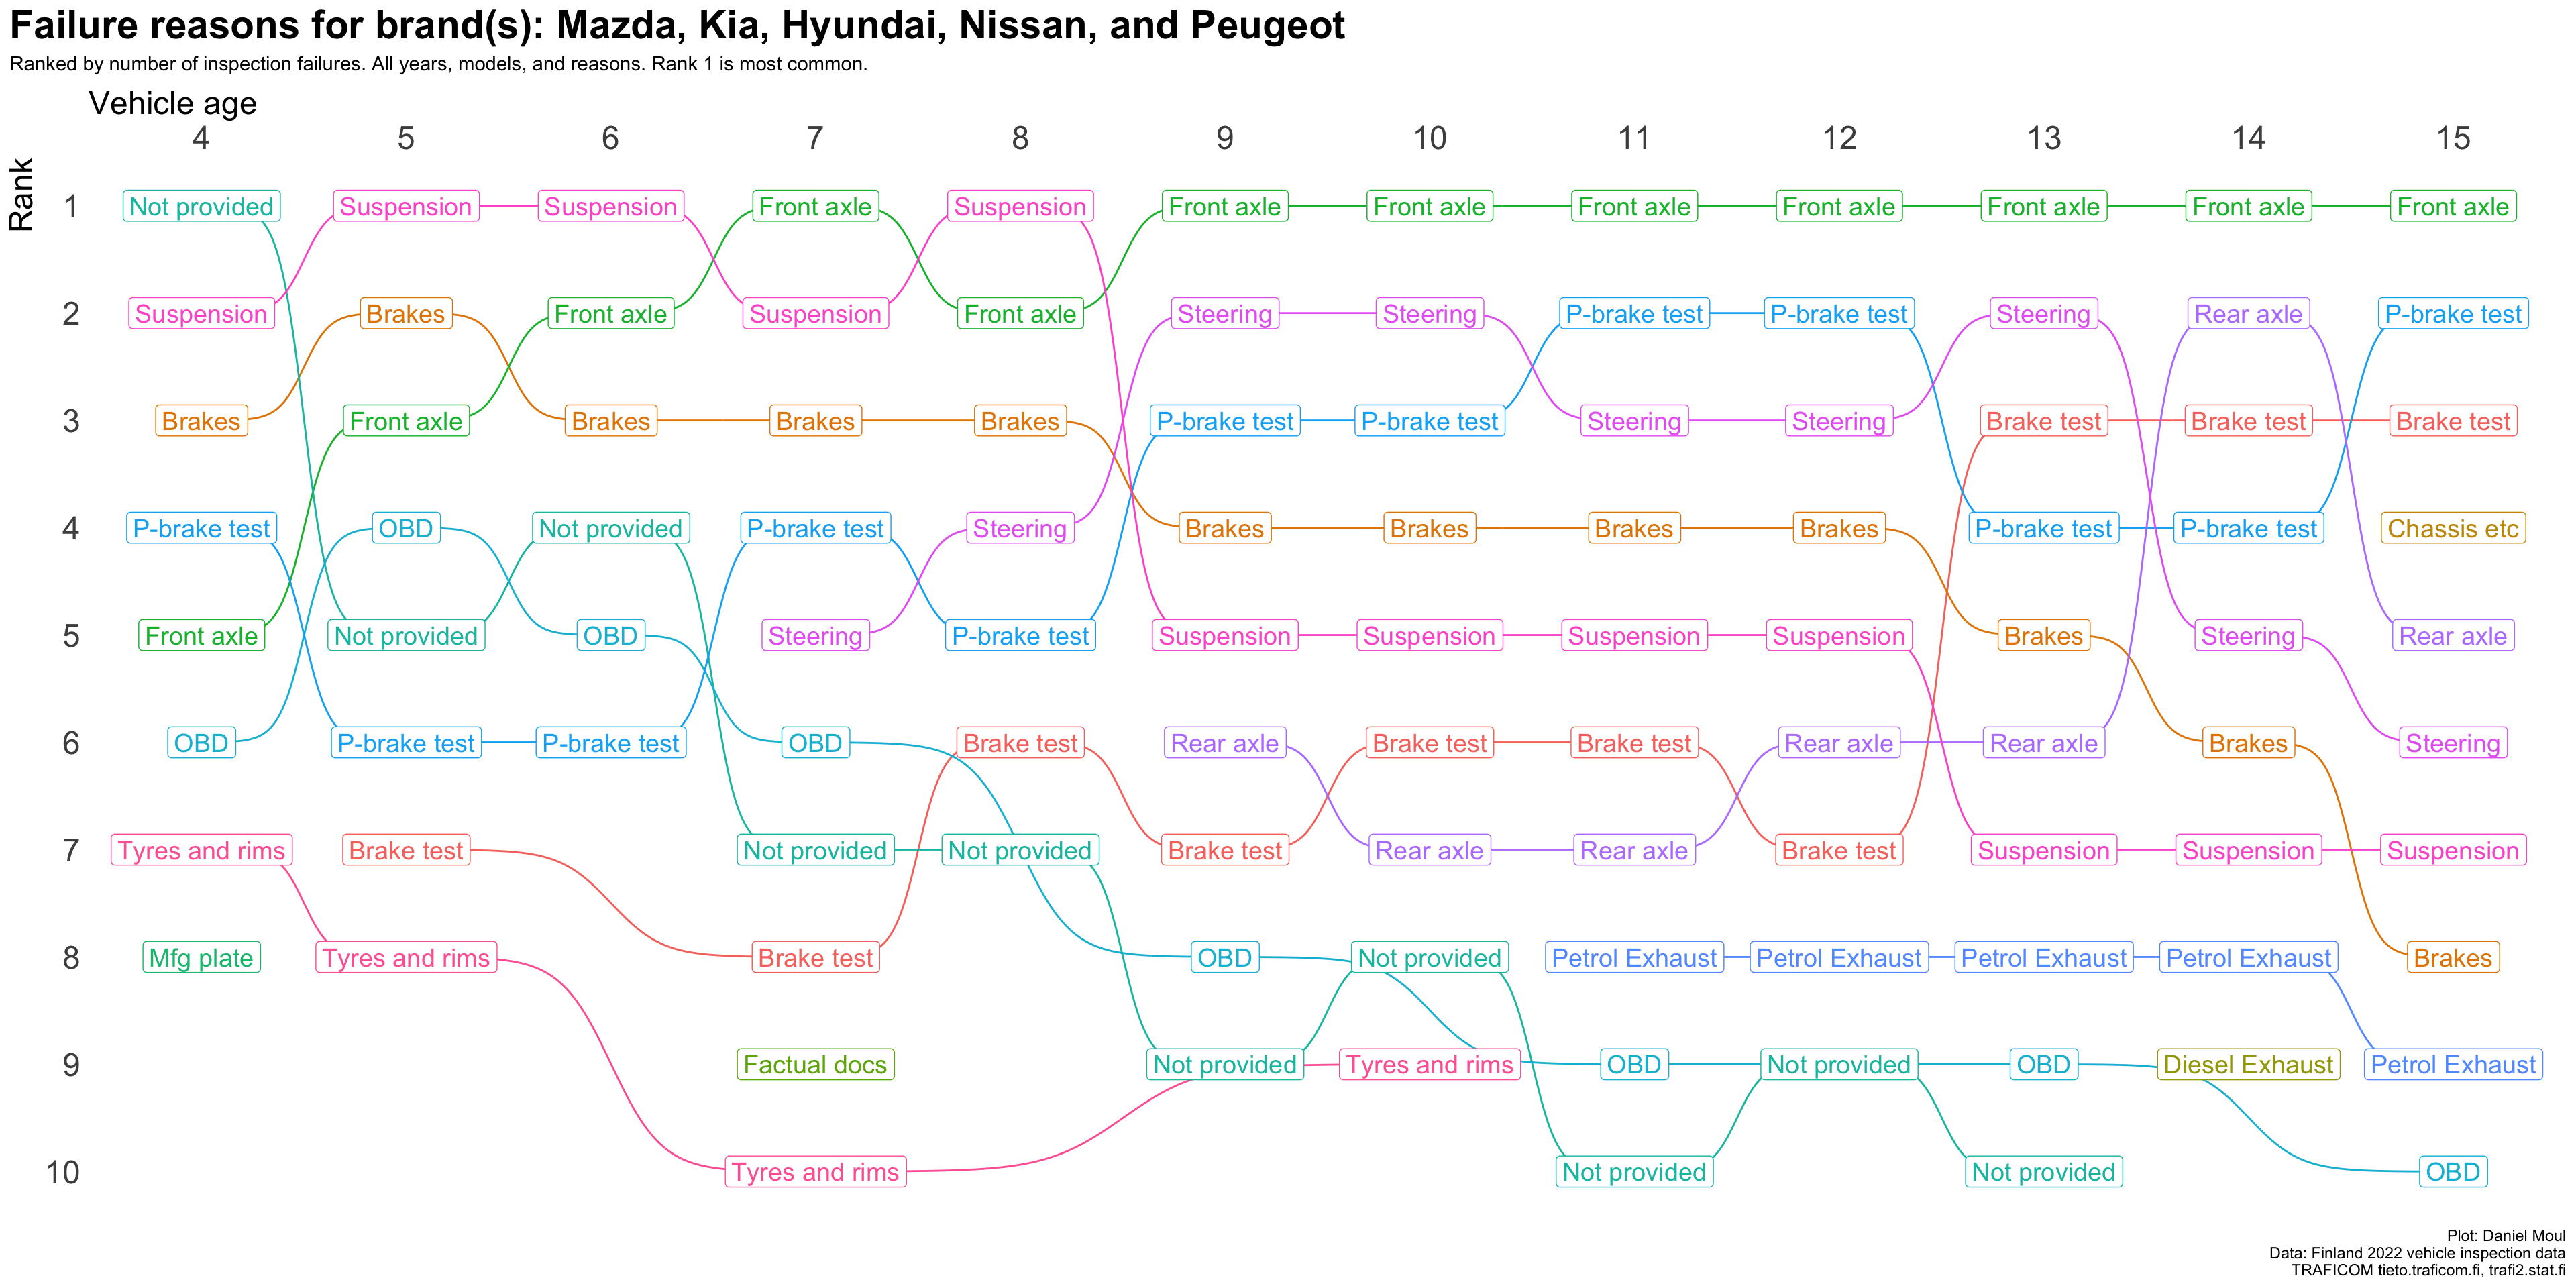 Failure reasons for brand(s): Mazda, Kia, Hyundai, Nissan, and Peugeot
Ranked by number of inspection failures. All years, models, and reasons. Rank 1 is most common.
Vehicle age
4 5 6 7 8 9 10 11 12 13 14 15
Rank
1 Not provided Suspension Suspension Front axle Suspension Front axle Front axle Front axle Front axle Front axle Front axle Front axle
2 Suspension Brakes Front axle Suspension Front axle Steering Steering P-brake test P-brake test Steering Rear axle P-brake test
3 Brakes Front axle Brakes Brakes Brakes P-brake test P-brake test Steering Steering Brake test Brake test Brake test
4 P-brake test OBD Not provided P-brake test Steering Brakes Brakes Brakes Brakes P-brake test P-brake test Chassis etc
5 Front axle Not provided OBD Steering P-brake test Suspension Suspension Suspension Suspension Brakes Steering Rear axle
6 OBD P-brake test P-brake test OBD Brake test Rear axle Brake test Brake test Rear axle Rear axle Brakes Steering
7 Tyres and rims Brake test Not provided Not provided Brake test Rear axle Rear axle Brake test Suspension Suspension Suspension
8 Mfg plate Tyres and rims Brake test OBD Not provided Petrol Exhaust Petrol Exhaust Petrol Exhaust Petrol Exhaust Brakes
9 Factual docs Not provided Tyres and rims OBD Not provided OBD Diesel Exhaust Petrol Exhaust
10 Tyres and rims Not provided Not provided OBD
Plot: Daniel Moul
Data: Finland 2022 vehicle inspection data
TRAFICOM tieto.traficom.fi, trafi2.stat.fi